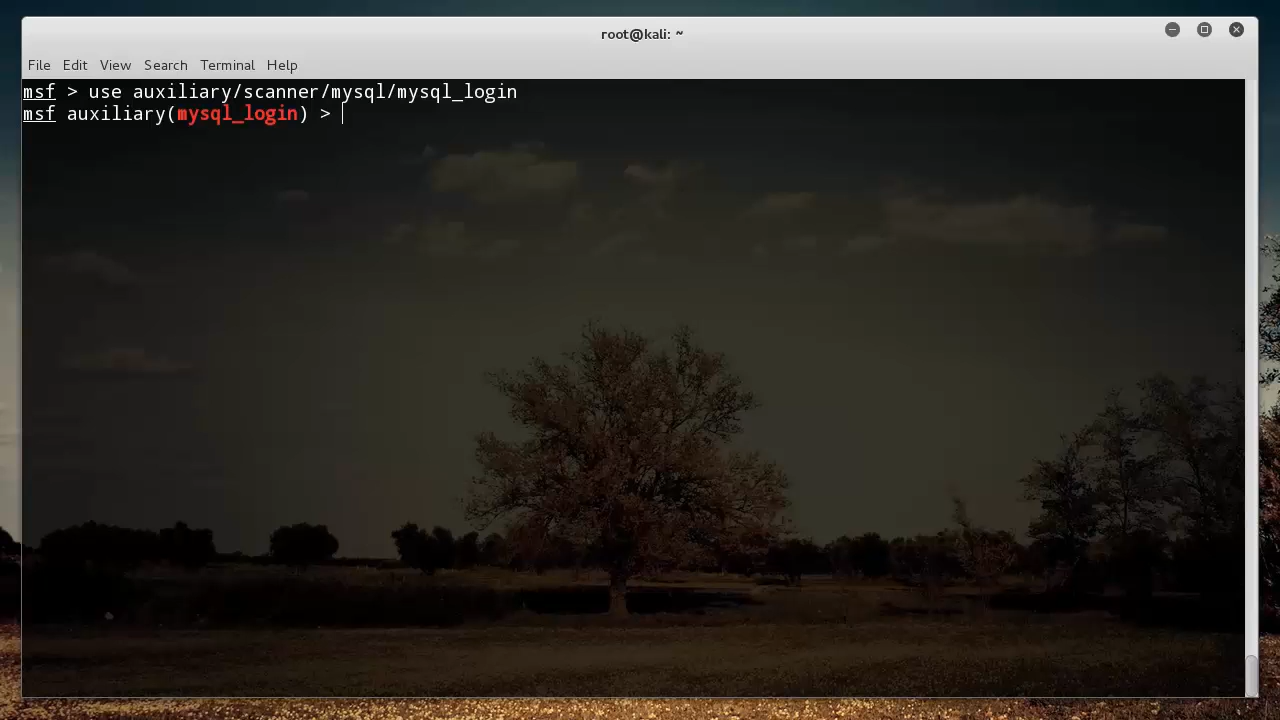 root@kali: ~
File Edit View Search Terminal Help
msf > use auxiliary/scanner/mysql/mysql_login
msf auxiliary(mysql_login) >